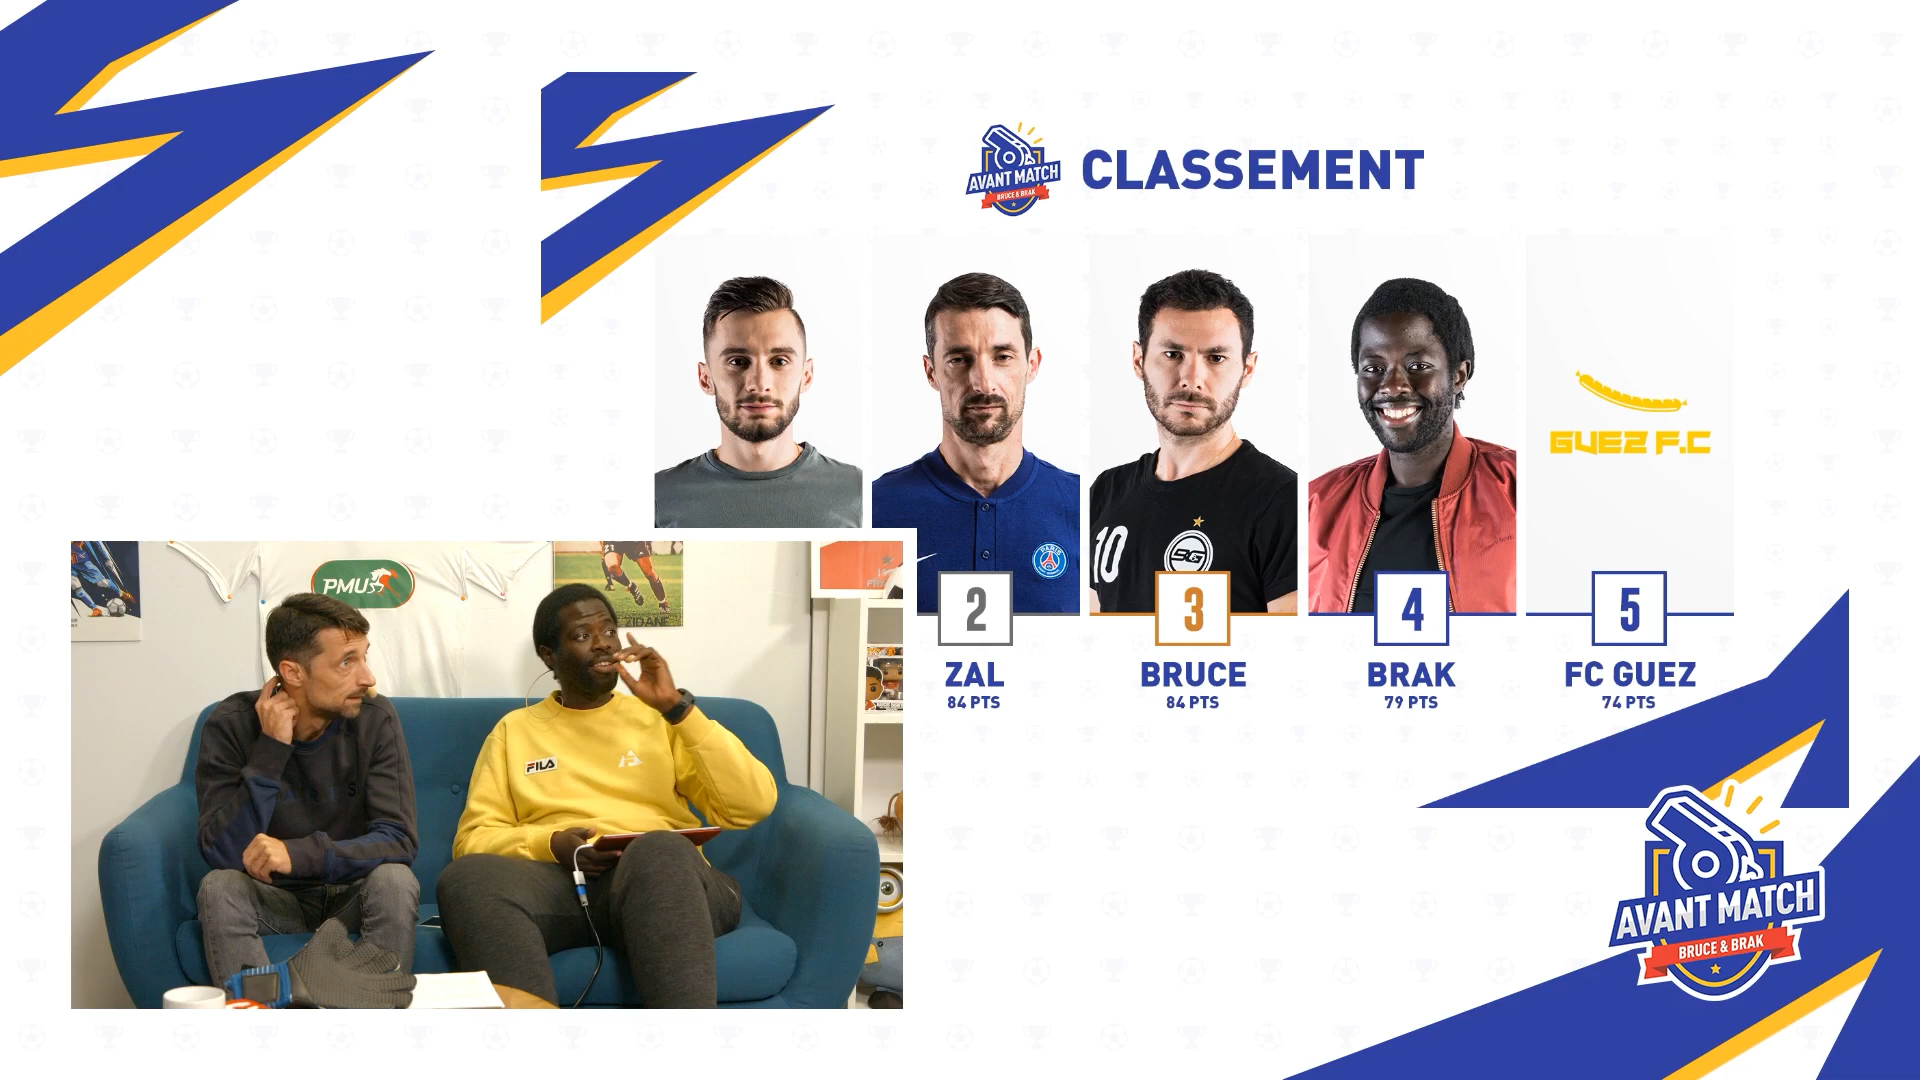 AVANT MATCH
BRUCE & BRAK
CLASSEMENT
10
PARIS
GUEZ F.C
2
3
4
5
ZAL
BRUCE
BRAK
FC GUEZ
84 PTS
84 PTS
79 PTS
74 PTS
PMU
ZIDANE
FILA
AVANT MATCH
BRUCE & BRAK